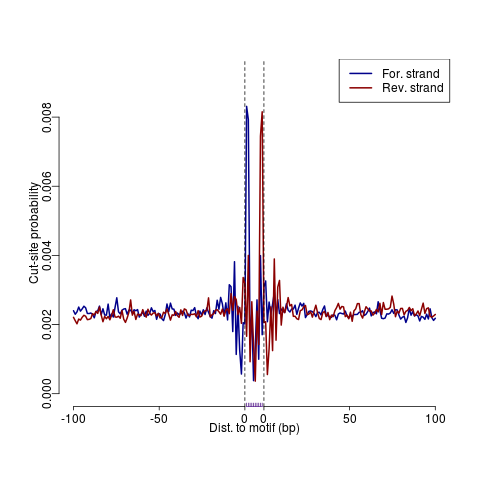 For. strand
Rev. strand
Cut-site probability
0.000
0.002
0.004
0.006
0.008
-100
-50
0
0
50
100
Dist. to motif (bp)